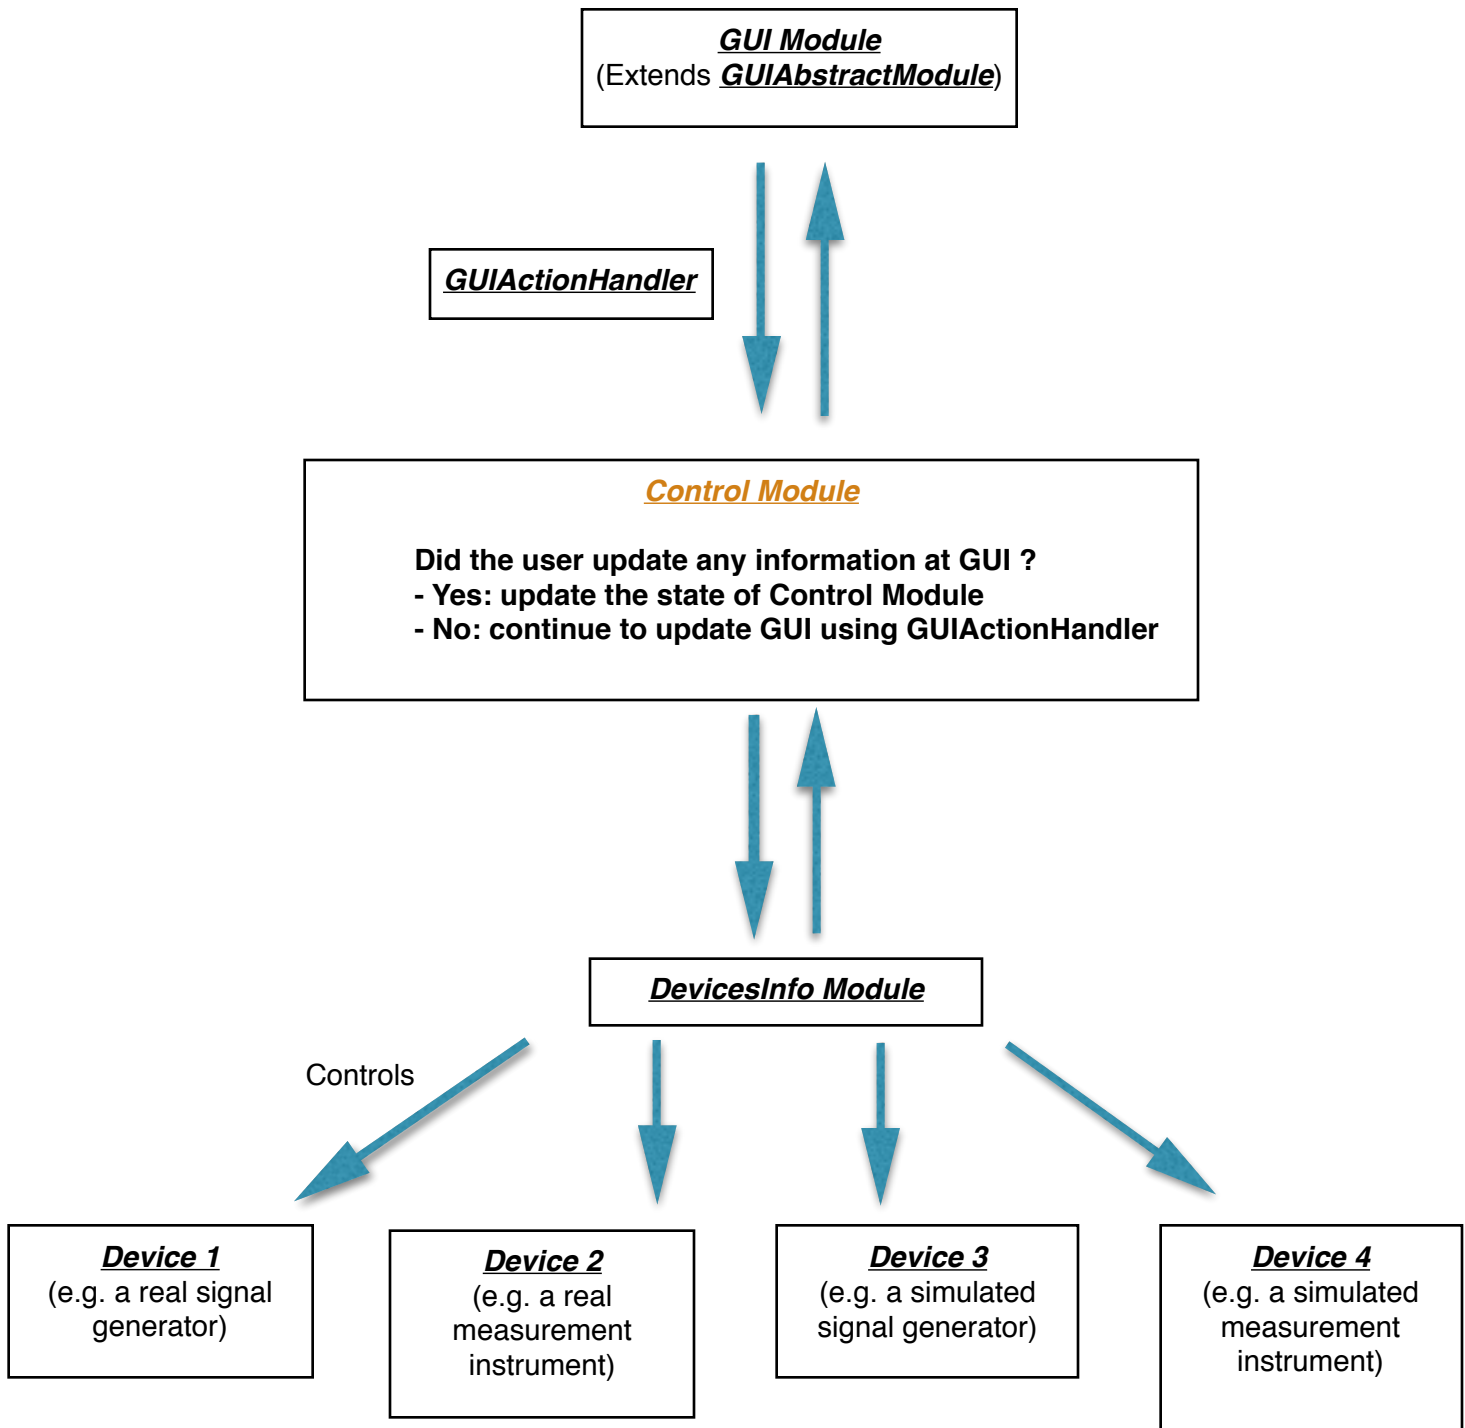 GUI Module
(Extends GUIAbstractModule)
GUIActionHandler
Control Module
Did the user update any information at GUI ?
- Yes: update the state of Control Module
- No: continue to update GUI using GUIActionHandler
DevicesInfo Module
Controls
Device 1
(e.g. a real signal
generator)
Device 2
(e.g. a real
measurement
instrument)
Device 3
(e.g. a simulated
signal generator)
Device 4
(e.g. a simulated
measurement
instrument)